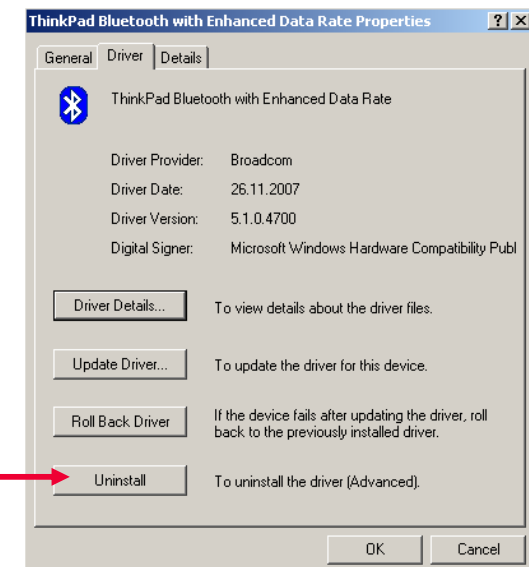 ThinkPad Bluetooth with Enhanced Data Rate Properties
General Driver Details
ThinkPad Bluetooth with Enhanced Data Rate
Driver Provider: Broadcom
Driver Date: 26.11.2007
Driver Version: 5.1.0.4700
Digital Signer: Microsoft Windows Hardware Compatibility Publ
Driver Details... To view details about the driver files.
Update Driver... To update the driver for this device.
Roll Back Driver If the device fails after updating the driver, roll
back to the previously installed driver.
Uninstall To uninstall the driver (Advanced).
OK Cancel